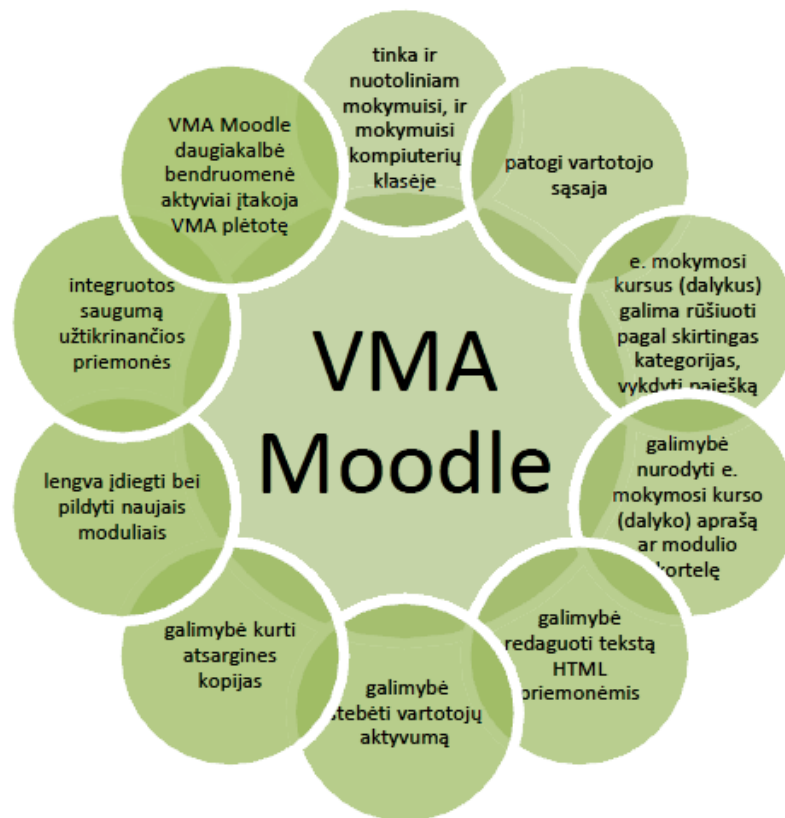 tinka ir
nuotoliniam
mokymuisi, ir
mokymuisi
kompiuterių
klasėje
patogi vartotojo
sąsaja
e. mokymosi
kursus (dalykus)
galima rūšiuoti
pagal skirtingas
kategorijas,
vykdyti paiešką
galimybė
nurodyti e.
mokymosi kurso
(dalyko) aprašą
ar modulio
kortelę
galimybė
redaguoti tekstą
HTML
priemonėmis
galimybė
stebėti vartotojų
aktyvumą
galimybė kurti
atsargines
kopijas
lengva įdiegti bei
pildyti naujais
moduliais
integruotos
saugumą
užtikrinančios
priemonės
VMA Moodle
daugiakalbė
bendruomenė
aktyviai įtakoja
VMA plėtotę
VMA
Moodle